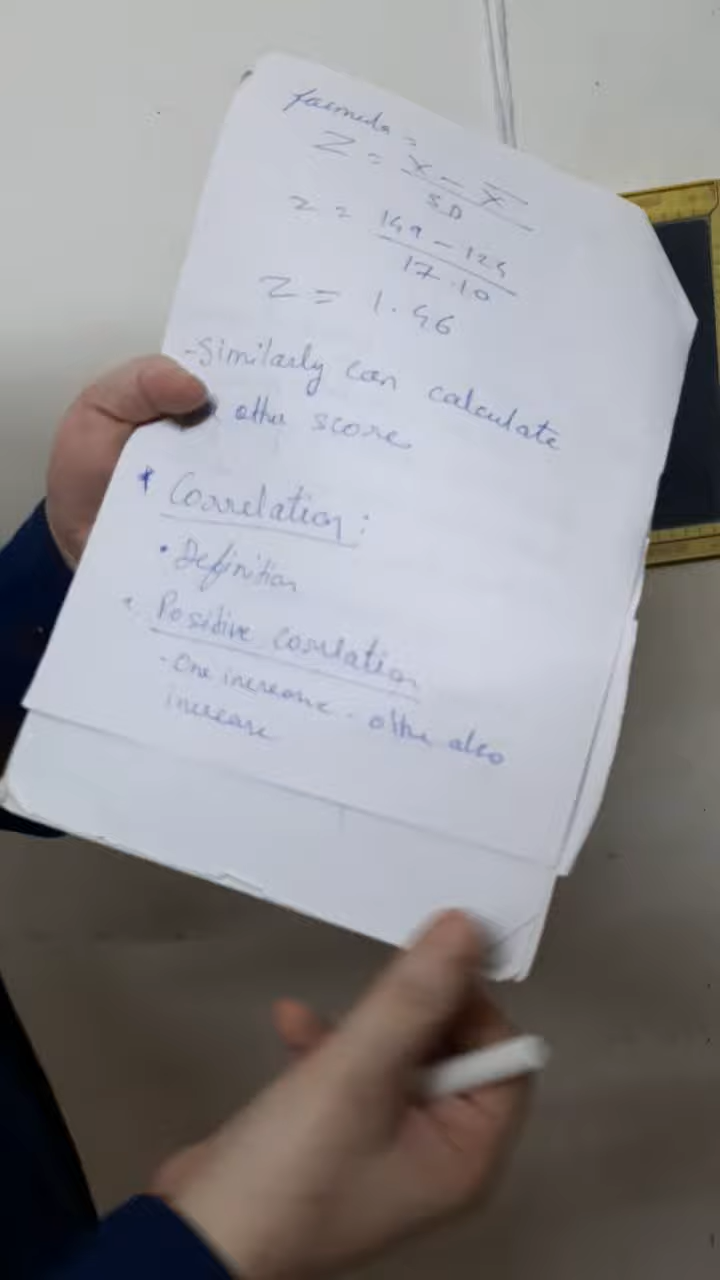 formula =
Z = X - X̄
SD
Z = 149 - 124
17.10
Z = 1.46
- Similarly can calculate
other score
* Correlation :
• Definition
• Positive correlation
- One increase - other also
increase